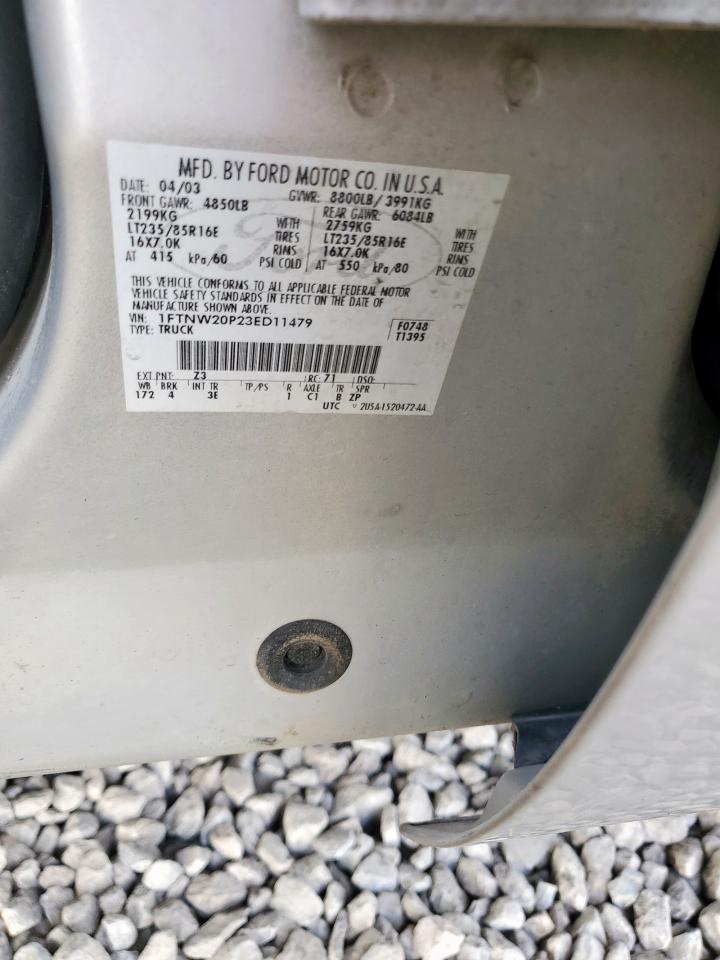 MFD. BY FORD MOTOR CO. IN U.S.A.
DATE: 04/03 GVWR: 8800LB/ 3991KG
FRONT GAWR: 4850LB REAR GAWR: 6084LB
2199KG WITH 2759KG WITH
LT235/85R16E TIRES LT235/85R16E TIRES
16X7.0K RIMS 16X7.0K RIMS
AT 415 kPa/60 PSI COLD AT 550 kPa/80 PSI COLD
Ford
THIS VEHICLE CONFORMS TO ALL APPLICABLE FEDERAL MOTOR
VEHICLE SAFETY STANDARDS IN EFFECT ON THE DATE OF
MANUFACTURE SHOWN ABOVE.
VIN: 1FTNW20P23ED11479 F0748
TYPE: TRUCK T1395
EXT PNT: Z3 RC: 71 DSO:
WB BRK INT TR TP/PS R AXLE TR SPR
172 4 3E 1 C1 B ZP
UTC ▽ 2U5A-1520472-AA